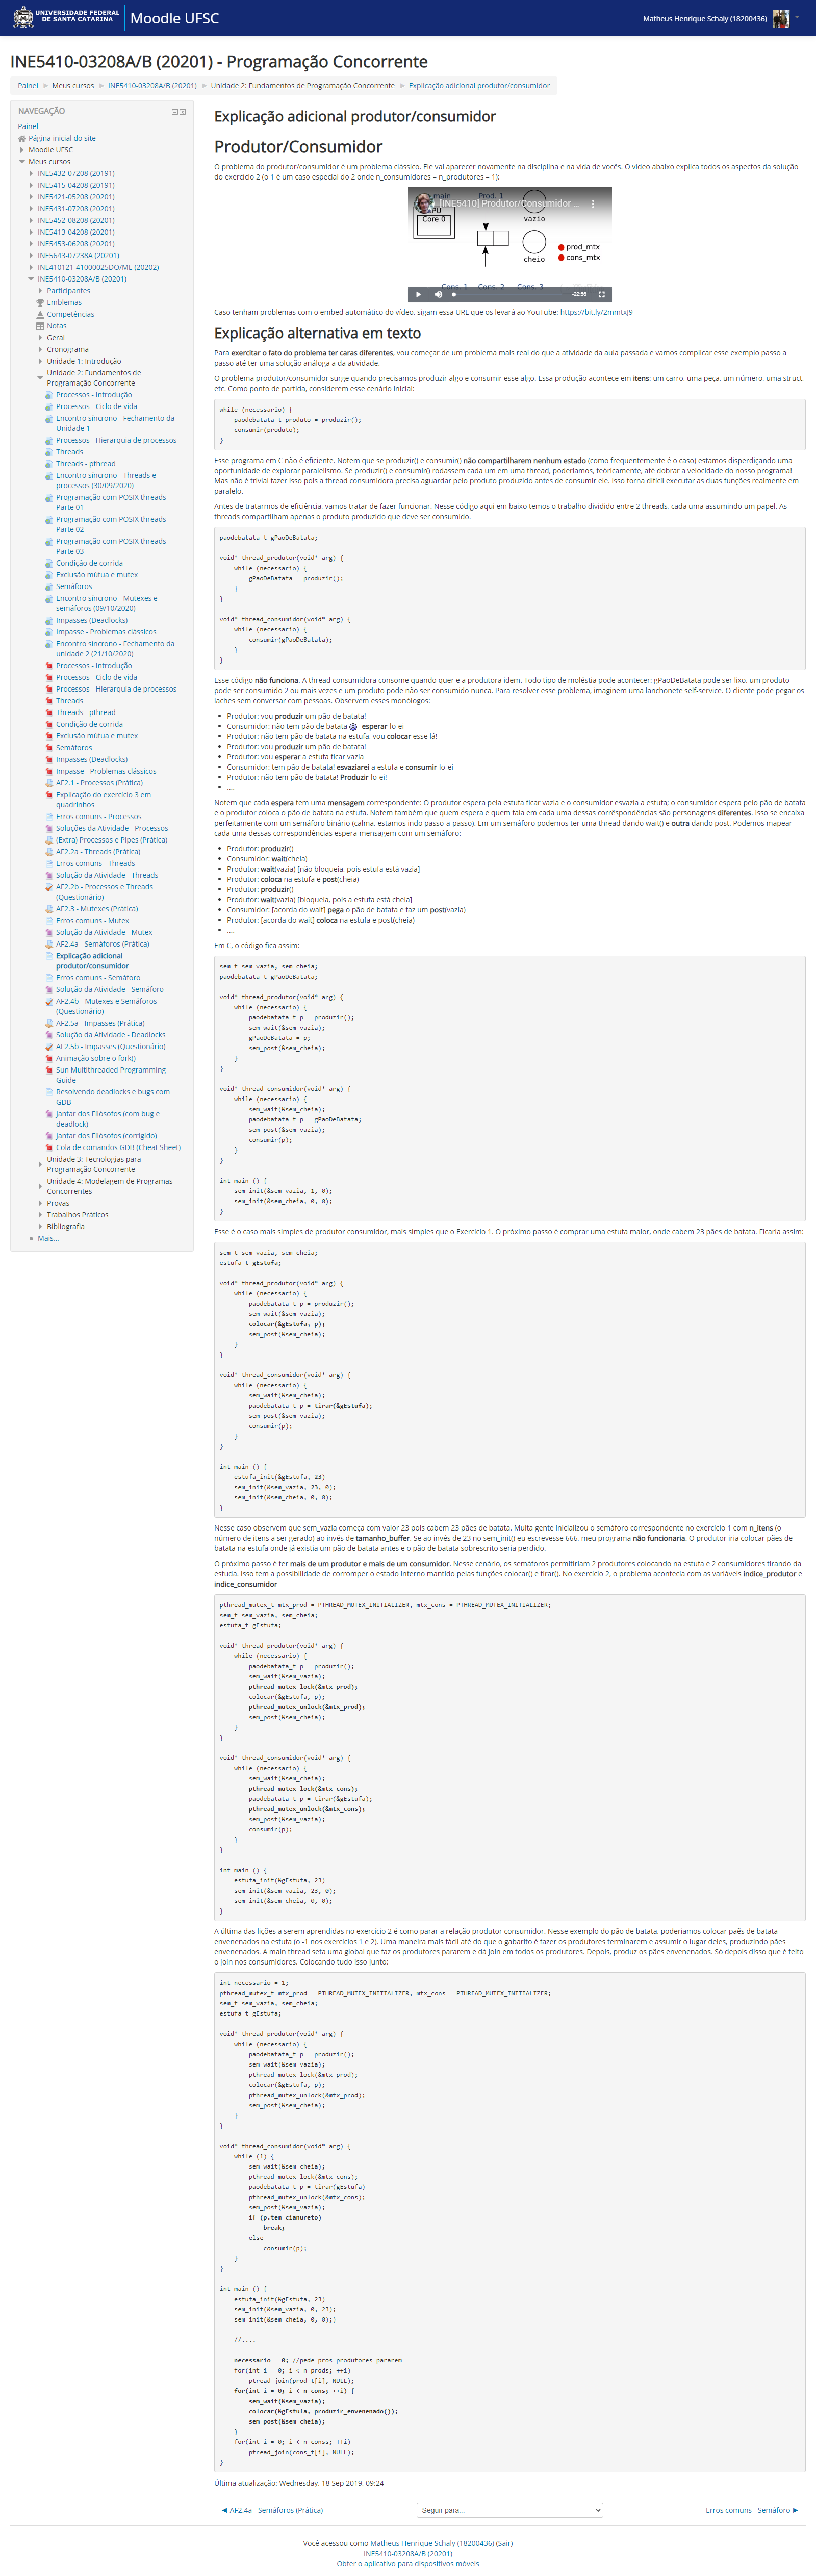 UNIVERSIDADE FEDERAL
DE SANTA CATARINA
Moodle UFSC
Matheus Henrique Schaly (18200436)
INE5410-03208A/B (20201) - Programação Concorrente
Painel ► Meus cursos ► INE5410-03208A/B (20201) ► Unidade 2: Fundamentos de Programação Concorrente ► Explicação adicional produtor/consumidor
NAVEGAÇÃO
Painel
Página inicial do site
Moodle UFSC
Meus cursos
INE5432-07208 (20191)
INE5415-04208 (20191)
INE5421-05208 (20201)
INE5431-07208 (20201)
INE5452-08208 (20201)
INE5413-04208 (20201)
INE5453-06208 (20201)
INE5643-07238A (20201)
INE410121-41000025DO/ME (20202)
INE5410-03208A/B (20201)
Participantes
Emblemas
Competências
Notas
Geral
Cronograma
Unidade 1: Introdução
Unidade 2: Fundamentos de
Programação Concorrente
Processos - Introdução
Processos - Ciclo de vida
Encontro síncrono - Fechamento da
Unidade 1
Processos - Hierarquia de processos
Threads
Threads - pthread
Encontro síncrono - Threads e
processos (30/09/2020)
Programação com POSIX threads -
Parte 01
Programação com POSIX threads -
Parte 02
Programação com POSIX threads -
Parte 03
Condição de corrida
Exclusão mútua e mutex
Semáforos
Encontro síncrono - Mutexes e
semáforos (09/10/2020)
Impasses (Deadlocks)
Impasse - Problemas clássicos
Encontro síncrono - Fechamento da
unidade 2 (21/10/2020)
Processos - Introdução
Processos - Ciclo de vida
Processos - Hierarquia de processos
Threads
Threads - pthread
Condição de corrida
Exclusão mútua e mutex
Semáforos
Impasses (Deadlocks)
Impasse - Problemas clássicos
AF2.1 - Processos (Prática)
Explicação do exercício 3 em
quadrinhos
Erros comuns - Processos
Soluções da Atividade - Processos
(Extra) Processos e Pipes (Prática)
AF2.2a - Threads (Prática)
Erros comuns - Threads
Solução da Atividade - Threads
AF2.2b - Processos e Threads
(Questionário)
AF2.3 - Mutexes (Prática)
Erros comuns - Mutex
Solução da Atividade - Mutex
AF2.4a - Semáforos (Prática)
Explicação adicional
produtor/consumidor
Erros comuns - Semáforo
Solução da Atividade - Semáforo
AF2.4b - Mutexes e Semáforos
(Questionário)
AF2.5a - Impasses (Prática)
Solução da Atividade - Deadlocks
AF2.5b - Impasses (Questionário)
Animação sobre o fork()
Sun Multithreaded Programming
Guide
Resolvendo deadlocks e bugs com
GDB
Jantar dos Filósofos (com bug e
deadlock)
Jantar dos Filósofos (corrigido)
Cola de comandos GDB (Cheat Sheet)
Unidade 3: Tecnologias para
Programação Concorrente
Unidade 4: Modelagem de Programas
Concorrentes
Provas
Trabalhos Práticos
Bibliografia
Mais...
Explicação adicional produtor/consumidor
Produtor/Consumidor
O problema do produtor/consumidor é um problema clássico. Ele vai aparecer novamente na disciplina e na vida de vocês. O vídeo abaixo explica todos os aspectos da solução
do exercício 2 (o 1 é um caso especial do 2 onde n_consumidores = n_produtores = 1):
main
Prod. 1
[INE5410] Produtor/Consumidor ...
CPU
Core 0
vazio
cheio
prod_mtx
cons_mtx
Cons. 1 Cons. 2 Cons. 3
-22:58
Caso tenham problemas com o embed automático do vídeo, sigam essa URL que os levará ao YouTube: https://bit.ly/2mmtxJ9
Explicação alternativa em texto
Para exercitar o fato do problema ter caras diferentes, vou começar de um problema mais real do que a atividade da aula passada e vamos complicar esse exemplo passo a
passo até ter uma solução análoga a da atividade.
O problema produtor/consumidor surge quando precisamos produzir algo e consumir esse algo. Essa produção acontece em itens: um carro, uma peça, um número, uma struct,
etc. Como ponto de partida, considerem esse cenário inicial:
while (necessario) {
paodebatata_t produto = produzir();
consumir(produto);
}
Esse programa em C não é eficiente. Notem que se produzir() e consumir() não compartilharem nenhum estado (como frequentemente é o caso) estamos disperdiçando uma
oportunidade de explorar paralelismo. Se produzir() e consumir() rodassem cada um em uma thread, poderíamos, teóricamente, até dobrar a velocidade do nosso programa!
Mas não é trivial fazer isso pois a thread consumidora precisa aguardar pelo produto antes de consumir ele. Isso torna difícil executar as duas funções realmente em
paralelo.
Antes de tratarmos de eficiência, vamos tratar de fazer funcionar. Nesse código aqui em baixo temos o trabalho dividido entre 2 threads, cada uma assumindo um papel. As
threads compartilham apenas o produto produzido que deve ser consumido.
paodebatata_t gPaoDeBatata;
void* thread_produtor(void* arg) {
while (necessario) {
gPaoDeBatata = produzir();
}
}
void* thread_consumidor(void* arg) {
while (necessario) {
consumir(gPaoDeBatata);
}
}
Esse código não funciona. A thread consumidora consome quando quer e a produtora idem. Todo tipo de moléstia pode acontecer: gPaoDeBatata pode ser lixo, um produto
pode ser consumido 2 ou mais vezes e um produto pode não ser consumido nunca. Para resolver esse problema, imaginem uma lanchonete self-service. O cliente pode pegar os
laches sem conversar com pessoas. Observem esses monólogos:
Produtor: vou produzir um pão de batata!
Consumidor: não tem pão de batata esperar-lo-ei
Produtor: não tem pão de batata na estufa, vou colocar esse lá!
Produtor: vou produzir um pão de batata!
Produtor: vou esperar a estufa ficar vazia
Consumidor: tem pão de batata! esvaziarei a estufa e consumir-lo-ei
Produtor: não tem pão de batata! Produzir-lo-ei!
....
Notem que cada espera tem uma mensagem correspondente: O produtor espera pela estufa ficar vazia e o consumidor esvazia a estufa; o consumidor espera pelo pão de batata
e o produtor coloca o pão de batata na estufa. Notem também que quem espera e quem fala em cada uma dessas corréspondências são personagens diferentes. Isso se encaixa
perfeitamente com um semáforo binário (calma, estamos indo passo-a-passo). Em um semáforo podemos ter uma thread dando wait() e outra dando post. Podemos mapear
cada uma dessas correspondências espera-mensagem com um semáforo:
Produtor: produzir()
Consumidor: wait(cheia)
Produtor: wait(vazia) [não bloqueia, pois estufa está vazia]
Produtor: coloca na estufa e post(cheia)
Produtor: produzir()
Produtor: wait(vazia) [bloqueia, pois a estufa está cheia]
Consumidor: [acorda do wait] pega o pão de batata e faz um post(vazia)
Produtor: [acorda do wait] coloca na estufa e post(cheia)
....
Em C, o código fica assim:
sem_t sem_vazia, sem_cheia;
paodebatata_t gPaoDeBatata;
void* thread_produtor(void* arg) {
while (necessario) {
paodebatata_t p = produzir();
sem_wait(&sem_vazia);
gPaoDeBatata = p;
sem_post(&sem_cheia);
}
}
void* thread_consumidor(void* arg) {
while (necessario) {
sem_wait(&sem_cheia);
paodebatata_t p = gPaoDeBatata;
sem_post(&sem_vazia);
consumir(p);
}
}
int main () {
sem_init(&sem_vazia, 1, 0);
sem_init(&sem_cheia, 0, 0);
}
Esse é o caso mais simples de produtor consumidor, mais simples que o Exercício 1. O próximo passo é comprar uma estufa maior, onde cabem 23 pães de batata. Ficaria assim:
sem_t sem_vazia, sem_cheia;
estufa_t gEstufa;
void* thread_produtor(void* arg) {
while (necessario) {
paodebatata_t p = produzir();
sem_wait(&sem_vazia);
colocar(&gEstufa, p);
sem_post(&sem_cheia);
}
}
void* thread_consumidor(void* arg) {
while (necessario) {
sem_wait(&sem_cheia);
paodebatata_t p = tirar(&gEstufa);
sem_post(&sem_vazia);
consumir(p);
}
}
int main () {
estufa_init(&gEstufa, 23)
sem_init(&sem_vazia, 23, 0);
sem_init(&sem_cheia, 0, 0);
}
Nesse caso observem que sem_vazia começa com valor 23 pois cabem 23 pães de batata. Muita gente inicializou o semáforo correspondente no exercício 1 com n_itens (o
número de itens a ser gerado) ao invés de tamanho_buffer. Se ao invés de 23 no sem_init() eu escrevesse 666, meu programa não funcionaria. O produtor iria colocar pães de
batata na estufa onde já existia um pão de batata antes e o pão de batata sobrescrito seria perdido.
O próximo passo é ter mais de um produtor e mais de um consumidor. Nesse cenário, os semáforos permitiriam 2 produtores colocando na estufa e 2 consumidores tirando da
estuda. Isso tem a possibilidade de corromper o estado interno mantido pelas funções colocar() e tirar(). No exercício 2, o problema acontecia com as variáveis indice_produtor e
indice_consumidor
pthread_mutex_t mtx_prod = PTHREAD_MUTEX_INITIALIZER, mtx_cons = PTHREAD_MUTEX_INITIALIZER;
sem_t sem_vazia, sem_cheia;
estufa_t gEstufa;
void* thread_produtor(void* arg) {
while (necessario) {
paodebatata_t p = produzir();
sem_wait(&sem_vazia);
pthread_mutex_lock(&mtx_prod);
colocar(&gEstufa, p);
pthread_mutex_unlock(&mtx_prod);
sem_post(&sem_cheia);
}
}
void* thread_consumidor(void* arg) {
while (necessario) {
sem_wait(&sem_cheia);
pthread_mutex_lock(&mtx_cons);
paodebatata_t p = tirar(&gEstufa);
pthread_mutex_unlock(&mtx_cons);
sem_post(&sem_vazia);
consumir(p);
}
}
int main () {
estufa_init(&gEstufa, 23)
sem_init(&sem_vazia, 23, 0);
sem_init(&sem_cheia, 0, 0);
}
A última das lições a serem aprendidas no exercício 2 é como parar a relação produtor consumidor. Nesse exemplo do pão de batata, poderíamos colocar paẽs de batata
envenenados na estufa (o -1 nos exercícios 1 e 2). Uma maneira mais fácil até do que o gabarito é fazer os produtores terminarem e assumir o lugar deles, produzindo pães
envenenados. A main thread seta uma global que faz os produtores pararem e dá join em todos os produtores. Depois, produz os pães envenenados. Só depois disso que é feito
o join nos consumidores. Colocando tudo isso junto:
int necessario = 1;
pthread_mutex_t mtx_prod = PTHREAD_MUTEX_INITIALIZER, mtx_cons = PTHREAD_MUTEX_INITIALIZER;
sem_t sem_vazia, sem_cheia;
estufa_t gEstufa;
void* thread_produtor(void* arg) {
while (necessario) {
paodebatata_t p = produzir();
sem_wait(&sem_vazia);
pthread_mutex_lock(&mtx_prod);
colocar(&gEstufa, p);
pthread_mutex_unlock(&mtx_prod);
sem_post(&sem_cheia);
}
}
void* thread_consumidor(void* arg) {
while (1) {
sem_wait(&sem_cheia);
pthread_mutex_lock(&mtx_cons);
paodebatata_t p = tirar(gEstufa)
pthread_mutex_unlock(&mtx_cons);
sem_post(&sem_vazia);
if (p.tem_cianureto)
break;
else
consumir(p);
}
}
int main () {
estufa_init(&gEstufa, 23)
sem_init(&sem_vazia, 0, 23);
sem_init(&sem_cheia, 0, 0);)
//....
necessario = 0; //pede pros produtores pararem
for(int i = 0; i < n_prods; ++i)
ptread_join(prod_t[i], NULL);
for(int i = 0; i < n_cons; ++i) {
sem_wait(&sem_vazia);
colocar(&gEstufa, produzir_envenenado());
sem_post(&sem_cheia);
}
for(int i = 0; i < n_conss; ++i)
ptread_join(cons_t[i], NULL);
}
Última atualização: Wednesday, 18 Sep 2019, 09:24
◄ AF2.4a - Semáforos (Prática)
Seguir para...
Erros comuns - Semáforo ►
Você acessou como Matheus Henrique Schaly (18200436) (Sair)
INE5410-03208A/B (20201)
Obter o aplicativo para dispositivos móveis